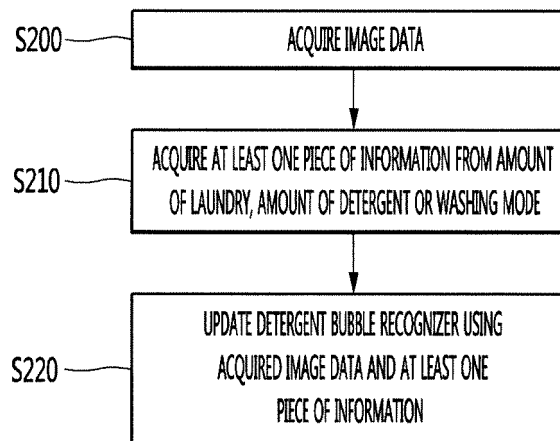 S200
ACQUIRE IMAGE DATA
S210
ACQUIRE AT LEAST ONE PIECE OF INFORMATION FROM AMOUNT
OF LAUNDRY, AMOUNT OF DETERGENT OR WASHING MODE
S220
UPDATE DETERGENT BUBBLE RECOGNIZER USING
ACQUIRED IMAGE DATA AND AT LEAST ONE
PIECE OF INFORMATION